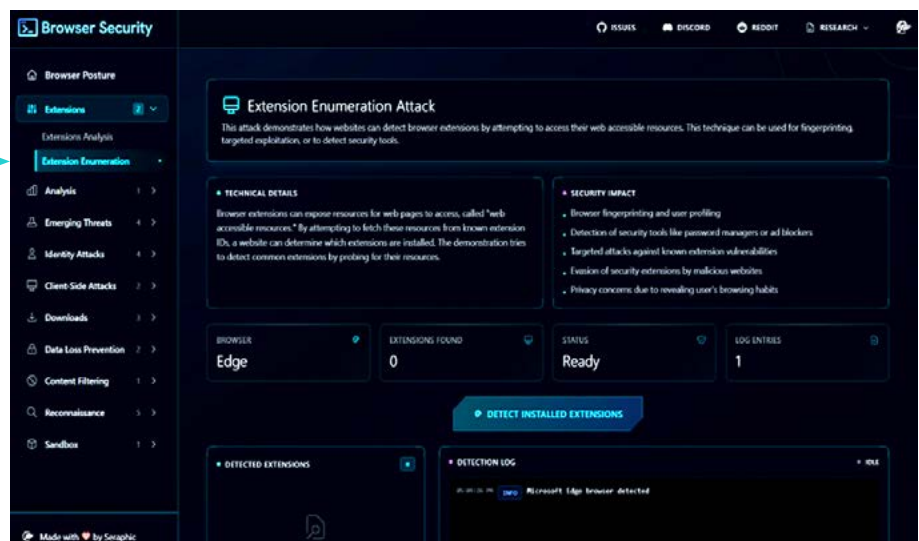 Browser Security
ISSUES
DISCORD
REDDIT
RESEARCH
Browser Posture
Extensions 2
Extensions Analysis
Extension Enumeration
Analysis 1
Emerging Threats 4
Identity Attacks 4
Client-Side Attacks 2
Downloads 3
Data Loss Prevention 2
Content Filtering 1
Reconnaissance 5
Sandbox 1
Made with ❤ by Seraphic
Extension Enumeration Attack
This attack demonstrates how websites can detect browser extensions by attempting to access their web accessible resources. This technique can be used for fingerprinting,
targeted exploitation, or to detect security tools.
TECHNICAL DETAILS
Browser extensions can expose resources for web pages to access, called "web
accessible resources." By attempting to fetch these resources from known extension
IDs, a website can determine which extensions are installed. The demonstration tries
to detect common extensions by probing for their resources.
SECURITY IMPACT
Browser fingerprinting and user profiling
Detection of security tools like password managers or ad blockers
Targeted attacks against known extension vulnerabilities
Evasion of security extensions by malicious websites
Privacy concerns due to revealing user's browsing habits
BROWSER
Edge
EXTENSIONS FOUND
0
STATUS
Ready
LOG ENTRIES
1
DETECT INSTALLED EXTENSIONS
DETECTED EXTENSIONS
DETECTION LOG
IDLE
INFO Microsoft Edge browser detected